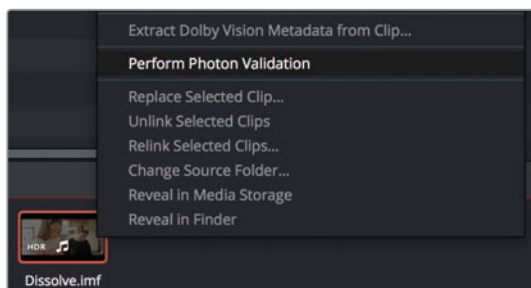 Extract Dolby Vision Metadata from Clip...
Perform Photon Validation
Replace Selected Clip...
Unlink Selected Clips
Relink Selected Clips...
Change Source Folder...
Reveal in Media Storage
Reveal in Finder
HDR
Dissolve.imf